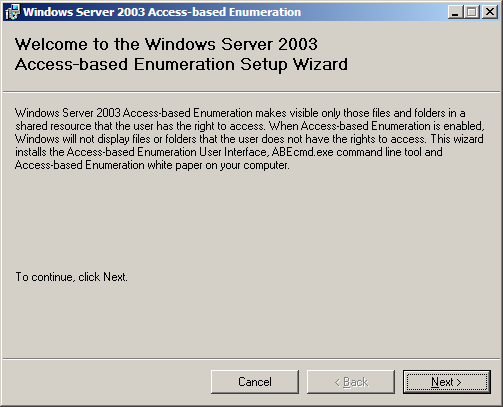 Windows Server 2003 Access-based Enumeration
Welcome to the Windows Server 2003
Access-based Enumeration Setup Wizard
Windows Server 2003 Access-based Enumeration makes visible only those files and folders in a
shared resource that the user has the right to access. When Access-based Enumeration is enabled,
Windows will not display files or folders that the user does not have the rights to access. This wizard
installs the Access-based Enumeration User Interface, ABEcmd.exe command line tool and
Access-based Enumeration white paper on your computer.
To continue, click Next.
Cancel
< Back
Next >